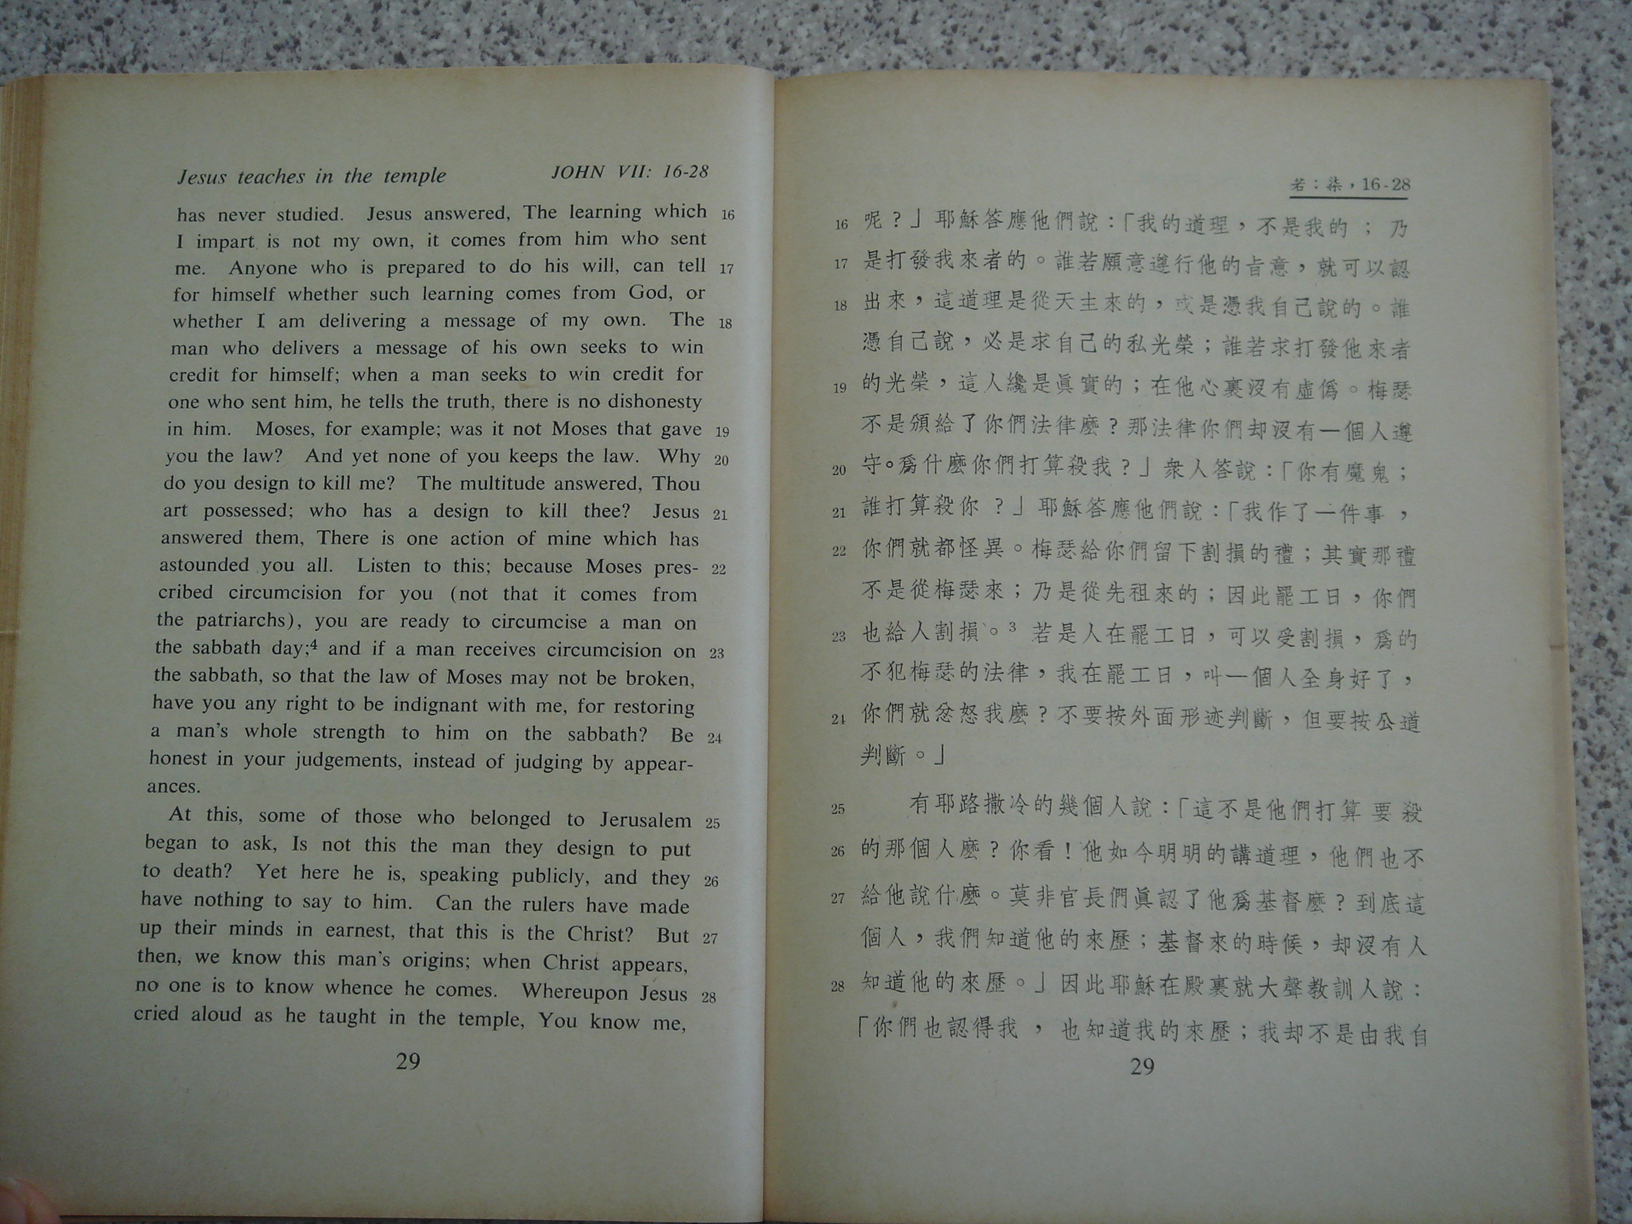 Jesus teaches in the temple JOHN VII: 16-28
has never studied. Jesus answered, The learning which 16
I impart is not my own, it comes from him who sent
me. Anyone who is prepared to do his will, can tell 17
for himself whether such learning comes from God, or
whether I am delivering a message of my own. The 18
man who delivers a message of his own seeks to win
credit for himself; when a man seeks to win credit for
one who sent him, he tells the truth, there is no dishonesty
in him. Moses, for example; was it not Moses that gave 19
you the law? And yet none of you keeps the law. Why 20
do you design to kill me? The multitude answered, Thou
art possessed; who has a design to kill thee? Jesus 21
answered them, There is one action of mine which has
astounded you all. Listen to this; because Moses pres- 22
cribed circumcision for you (not that it comes from
the patriarchs), you are ready to circumcise a man on
the sabbath day;⁴ and if a man receives circumcision on 23
the sabbath, so that the law of Moses may not be broken,
have you any right to be indignant with me, for restoring
a man's whole strength to him on the sabbath? Be 24
honest in your judgements, instead of judging by appear-
ances.
At this, some of those who belonged to Jerusalem 25
began to ask, Is not this the man they design to put
to death? Yet here he is, speaking publicly, and they 26
have nothing to say to him. Can the rulers have made
up their minds in earnest, that this is the Christ? But 27
then, we know this man's origins; when Christ appears,
no one is to know whence he comes. Whereupon Jesus 28
cried aloud as he taught in the temple, You know me,
29
若：柒，16-28
16 呢？」耶穌答應他們說：「我的道理，不是我的；乃
17 是打發我來者的。誰若願意遵行他的旨意，就可以認
18 出來，這道理是從天主來的，或是憑我自己說的。誰
憑自己說，必是求自己的私光榮；誰若求打發他來者
19 的光榮，這人纔是眞實的；在他心裏沒有虛僞。梅瑟
不是頒給了你們法律麼？那法律你們却沒有一個人遵
20 守。爲什麼你們打算殺我？」衆人答說：「你有魔鬼；
21 誰打算殺你？」耶穌答應他們說：「我作了一件事，
22 你們就都怪異。梅瑟給你們留下割損的禮；其實那禮
不是從梅瑟來；乃是從先祖來的；因此罷工日，你們
23 也給人割損。³ 若是人在罷工日，可以受割損，爲的
不犯梅瑟的法律，我在罷工日，叫一個人全身好了，
24 你們就忿怒我麼？不要按外面形迹判斷，但要按公道
判斷。」
25 有耶路撒冷的幾個人說：「這不是他們打算要殺
26 的那個人麼？你看！他如今明明的講道理，他們也不
27 給他說什麼。莫非官長們眞認了他爲基督麼？到底這
個人，我們知道他的來歷；基督來的時候，却沒有人
28 知道他的來歷。」因此耶穌在殿裏就大聲教訓人說：
「你們也認得我，也知道我的來歷；我却不是由我自
29